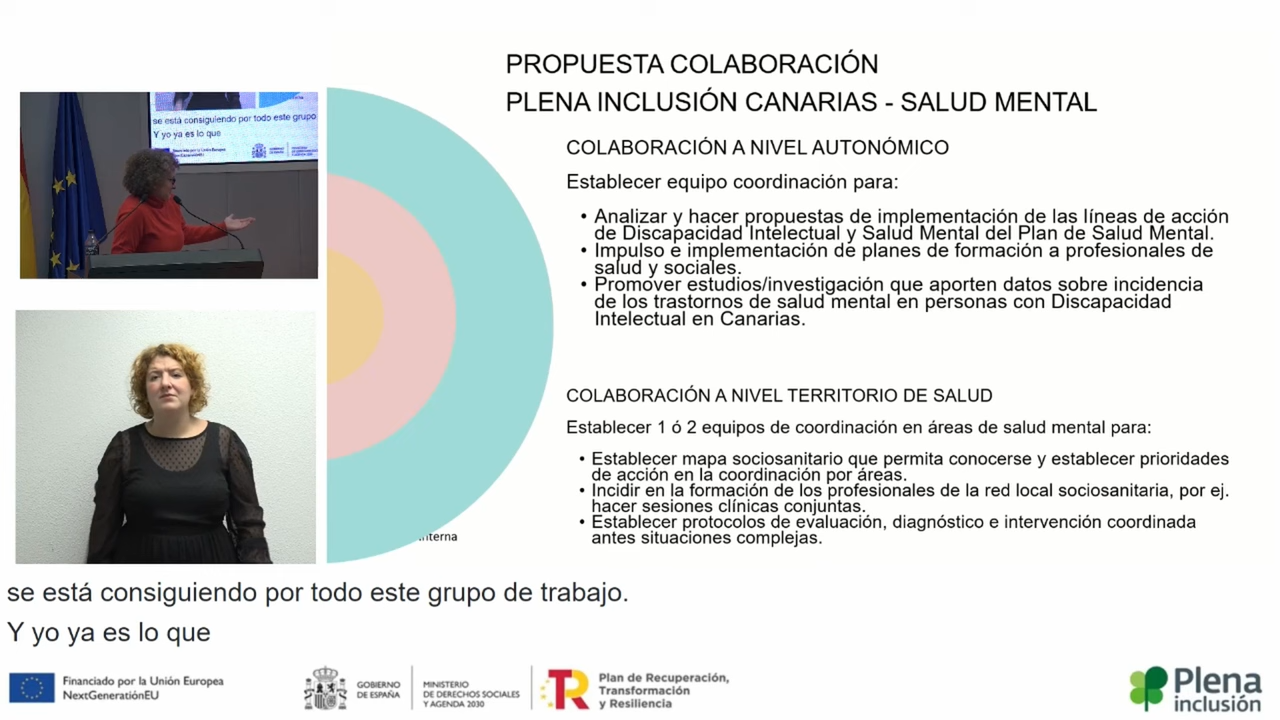 PROPUESTA COLABORACIÓN
PLENA INCLUSIÓN CANARIAS - SALUD MENTAL
COLABORACIÓN A NIVEL AUTONÓMICO
Establecer equipo coordinación para:
• Analizar y hacer propuestas de implementación de las líneas de acción
de Discapacidad Intelectual y Salud Mental del Plan de Salud Mental.
• Impulso e implementación de planes de formación a profesionales de
salud y sociales.
• Promover estudios/investigación que aporten datos sobre incidencia
de los trastornos de salud mental en personas con Discapacidad
Intelectual en Canarias.
COLABORACIÓN A NIVEL TERRITORIO DE SALUD
Establecer 1 ó 2 equipos de coordinación en áreas de salud mental para:
• Establecer mapa sociosanitario que permita conocerse y establecer prioridades
de acción en la coordinación por áreas.
• Incidir en la formación de los profesionales de la red local sociosanitaria, por ej.
hacer sesiones clínicas conjuntas.
• Establecer protocolos de evaluación, diagnóstico e intervención coordinada
antes situaciones complejas.
nterna
se está consiguiendo por todo este grupo
Y yo ya es lo que
se está consiguiendo por todo este grupo de trabajo.
Y yo ya es lo que
Financiado por la Unión Europea
NextGenerationEU
GOBIERNO
DE ESPAÑA
MINISTERIO
DE DERECHOS SOCIALES
Y AGENDA 2030
Plan de Recuperación,
Transformación
y Resiliencia
Plena
inclusión